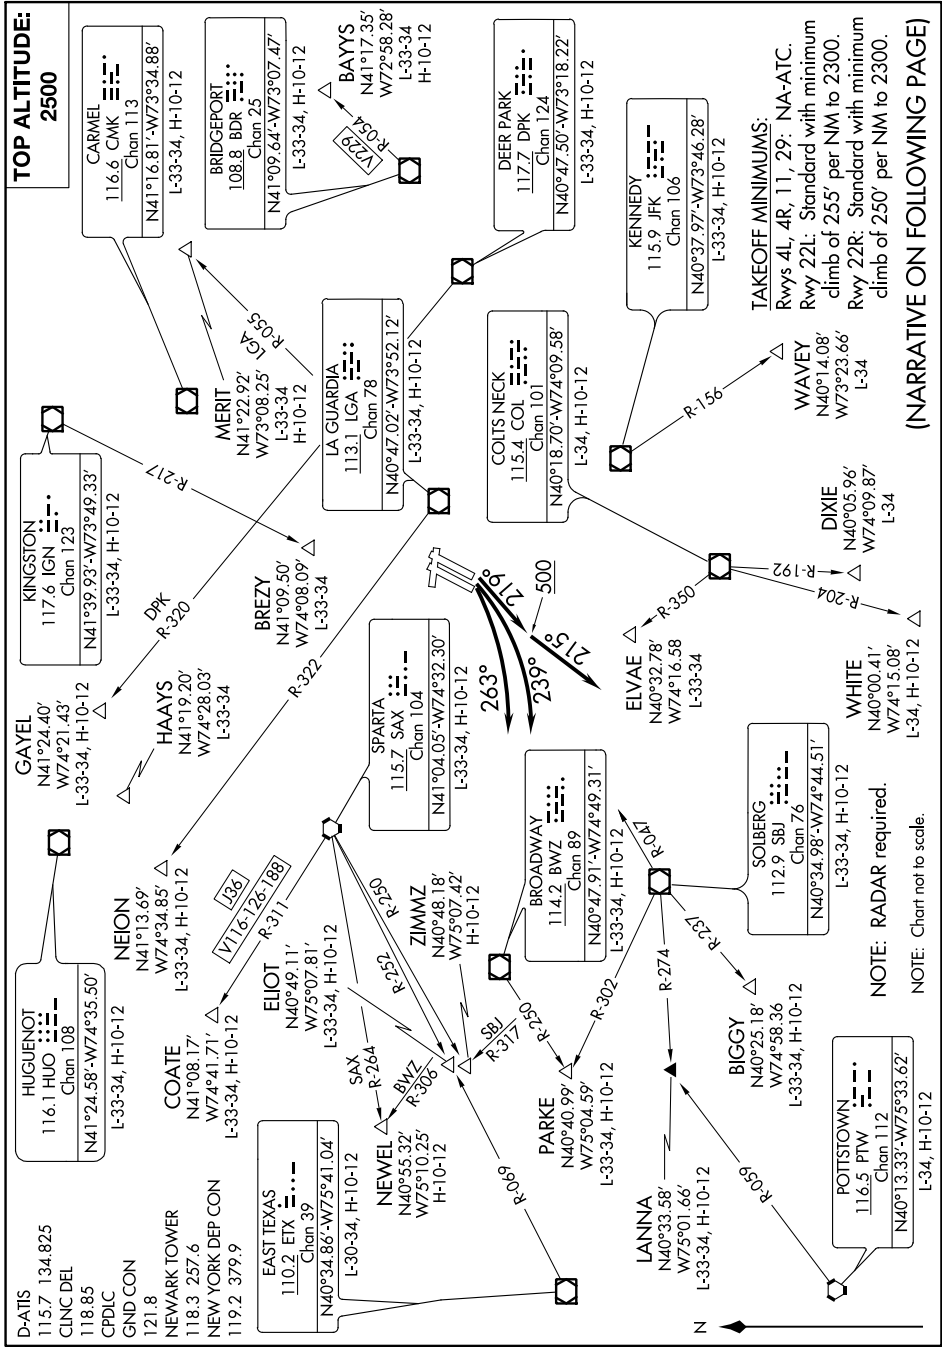 D-ATIS
115.7 134.825
CLNC DEL
118.85
CPDLC
GND CON
121.8
NEWARK TOWER
118.3 257.6
NEW YORK DEP CON
119.2 379.9
TOP ALTITUDE:
2500
HUGUENOT
116.1 HUO
Chan 108
N41°24.58'-W74°35.50'
L-33-34, H-10-12
GAYEL
N41°24.40'
W74°21.43'
L-33-34, H-10-12
HAAYS
N41°19.20'
W74°28.03'
L-33-34
KINGSTON
117.6 IGN
Chan 123
N41°39.93'-W73°49.33'
L-33-34, H-10-12
R-217
CARMEL
116.6 CMK
Chan 113
N41°16.81'-W73°34.88'
L-33-34, H-10-12
BRIDGEPORT
108.8 BDR
Chan 25
N41°09.64'-W73°07.47'
L-33-34, H-10-12
V229
R-054
BAYYS
N41°17.35'
W72°58.28'
L-33-34
H-10-12
MERIT
N41°22.92'
W73°08.25'
L-33-34
H-10-12
LGA
R-055
DPK
R-320
NEION
N41°13.69'
W74°34.85'
L-33-34, H-10-12
COATE
N41°08.17'
W74°41.71'
L-33-34, H-10-12
J36
V116-126-188
R-311
BREZY
N41°09.50'
W74°08.09'
L-33-34
R-322
LA GUARDIA
113.1 LGA
Chan 78
N40°47.02'-W73°52.12'
L-33-34, H-10-12
DEER PARK
117.7 DPK
Chan 124
N40°47.50'-W73°18.22'
L-33-34, H-10-12
EAST TEXAS
110.2 ETX
Chan 39
N40°34.86'-W75°41.04'
L-30-34, H-10-12
ELIOT
N40°49.11'
W75°07.81'
L-33-34, H-10-12
SPARTA
115.7 SAX
Chan 104
N41°04.05'-W74°32.30'
L-33-34, H-10-12
SAX
R-264
R-252
R-250
NEWEL
N40°55.32'
W75°10.25'
H-10-12
BWZ
R-306
ZIMMZ
N40°48.18'
W75°07.42'
H-10-12
SBJ
R-317
R-069
263°
239°
219°
215°
500
COLTS NECK
115.4 COL
Chan 101
N40°18.70'-W74°09.58'
L-34, H-10-12
KENNEDY
115.9 JFK
Chan 106
N40°37.97'-W73°46.28'
L-33-34, H-10-12
BROADWAY
114.2 BWZ
Chan 89
N40°47.91'-W74°49.31'
L-33-34, H-10-12
R-250
PARKE
N40°40.99'
W75°04.59'
L-33-34, H-10-12
R-302
R-047
R-274
R-237
ELVAE
N40°32.78'
W74°16.58
L-33-34
R-350
R-156
WAVEY
N40°14.08'
W73°23.66'
L-34
LANNA
N40°33.58'
W75°01.66'
L-33-34, H-10-12
R-059
BIGGY
N40°25.18'
W74°58.36
L-33-34, H-10-12
SOLBERG
112.9 SBJ
Chan 76
N40°34.98'-W74°44.51'
L-33-34, H-10-12
R-192
R-204
DIXIE
N40°05.96'
W74°09.87'
L-34
WHITE
N40°00.41'
W74°15.08'
L-34, H-10-12
POTTSTOWN
116.5 PTW
Chan 112
N40°13.33'-W75°33.62'
L-34, H-10-12
N
NOTE: RADAR required.
NOTE: Chart not to scale.
TAKEOFF MINIMUMS:
Rwys 4L, 4R, 11, 29: NA-ATC.
Rwy 22L: Standard with minimum
climb of 255' per NM to 2300.
Rwy 22R: Standard with minimum
climb of 250' per NM to 2300.
(NARRATIVE ON FOLLOWING PAGE)